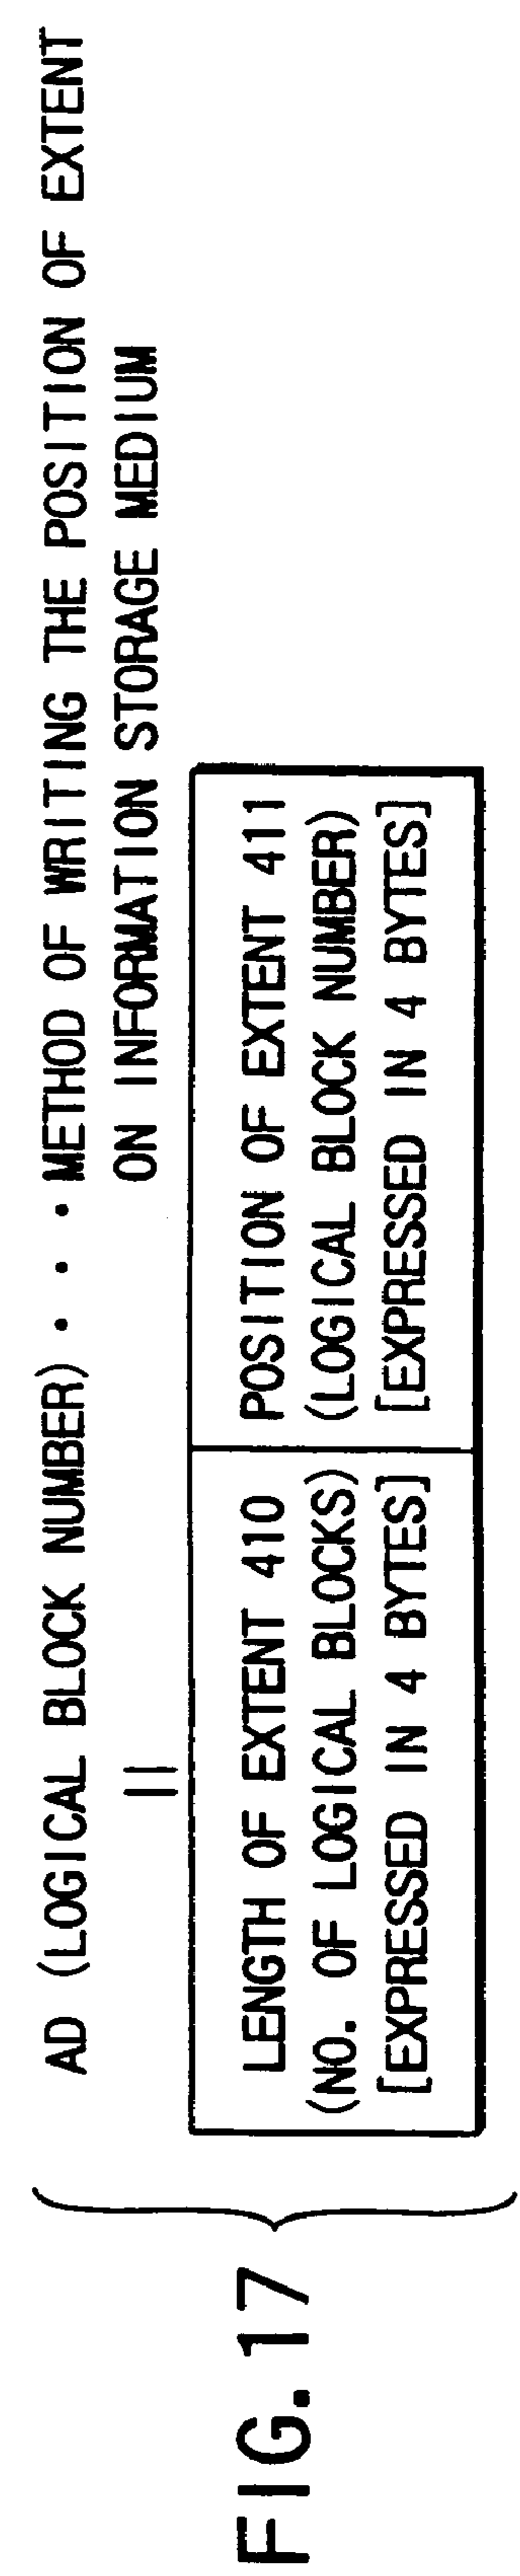 FIG. 17
AD (LOGICAL BLOCK NUMBER) • • • METHOD OF WRITING THE POSITION OF EXTENT
ON INFORMATION STORAGE MEDIUM
LENGTH OF EXTENT 410
(NO. OF LOGICAL BLOCKS)
[EXPRESSED IN 4 BYTES]
POSITION OF EXTENT 411
(LOGICAL BLOCK NUMBER)
[EXPRESSED IN 4 BYTES]